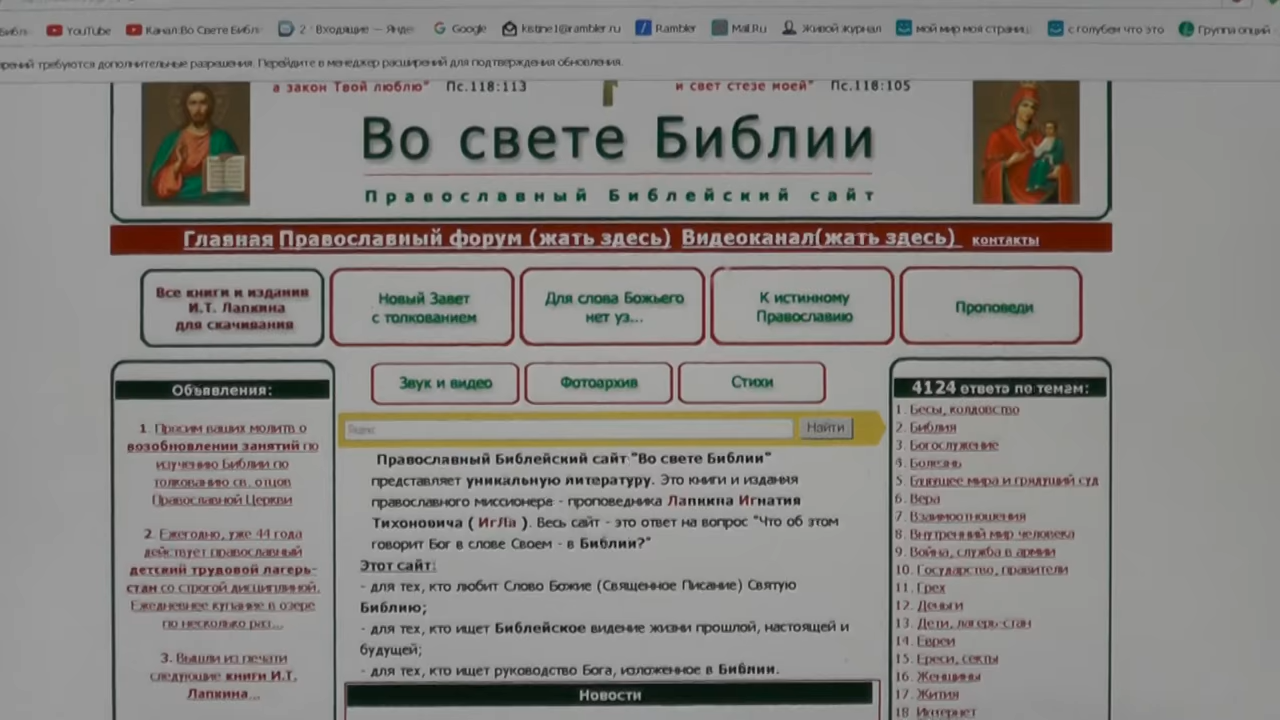 YouTube
Канал:Во Свете Библ
2 · Входящие — Янде
Google
kistine1@rambler.ru
Rambler
Mail.Ru
Живой журнал
мой мир моя страниц
с голубем что это
Группа опций
рений требуются дополнительные разрешения. Перейдите в менеджер расширений для подтверждения обновления.
а закон Твой люблю" Пс.118:113
и свет стезе моей" Пс.118:105
Во свете Библии
Православный Библейский сайт
Главная Православный форум (жать здесь) Видеоканал(жать здесь) контакты
Все книги и издания
И.Т. Лапкина
для скачивания
Новый Завет
с толкованием
Для слова Божьего
нет уз...
К истинному
Православию
Проповеди
Звук и видео
Фотоархив
Стихи
Объявления:
1. Просим ваших молитв о
возобновлении занятий по
изучению Библии по
толкованию св. отцов
Православной Церкви
2. Ежегодно, уже 44 года
действует православный
детский трудовой лагерь-
стан со строгой дисциплиной.
Ежедневное купание в озере
по несколько раз...
3. Вышли из печати
следующие книги И.Т.
Лапкина...
Яндекс
Найти
Православный Библейский сайт "Во свете Библии"
представляет уникальную литературу. Это книги и издания
православного миссионера - проповедника Лапкина Игнатия
Тихоновича ( ИгЛа ). Весь сайт - это ответ на вопрос "Что об этом
говорит Бог в слове Своем - в Библии?"
Этот сайт:
- для тех, кто любит Слово Божие (Священное Писание) Святую
Библию;
- для тех, кто ищет Библейское видение жизни прошлой, настоящей и
будущей;
- для тех, кто ищет руководство Бога, изложенное в Библии.
Новости
4124 ответа по темам:
1. Бесы, колдовство
2. Библия
3. Богослужение
4. Болезнь
5. Будущее мира и грядущий суд
6. Вера
7. Взаимоотношения
8. Внутренний мир человека
9. Война, служба в армии
10. Государство, правители
11. Грех
12. Деньги
13. Дети, лагерь-стан
14. Евреи
15. Ереси, секты
16. Женщины
17. Жития
18. Интернет